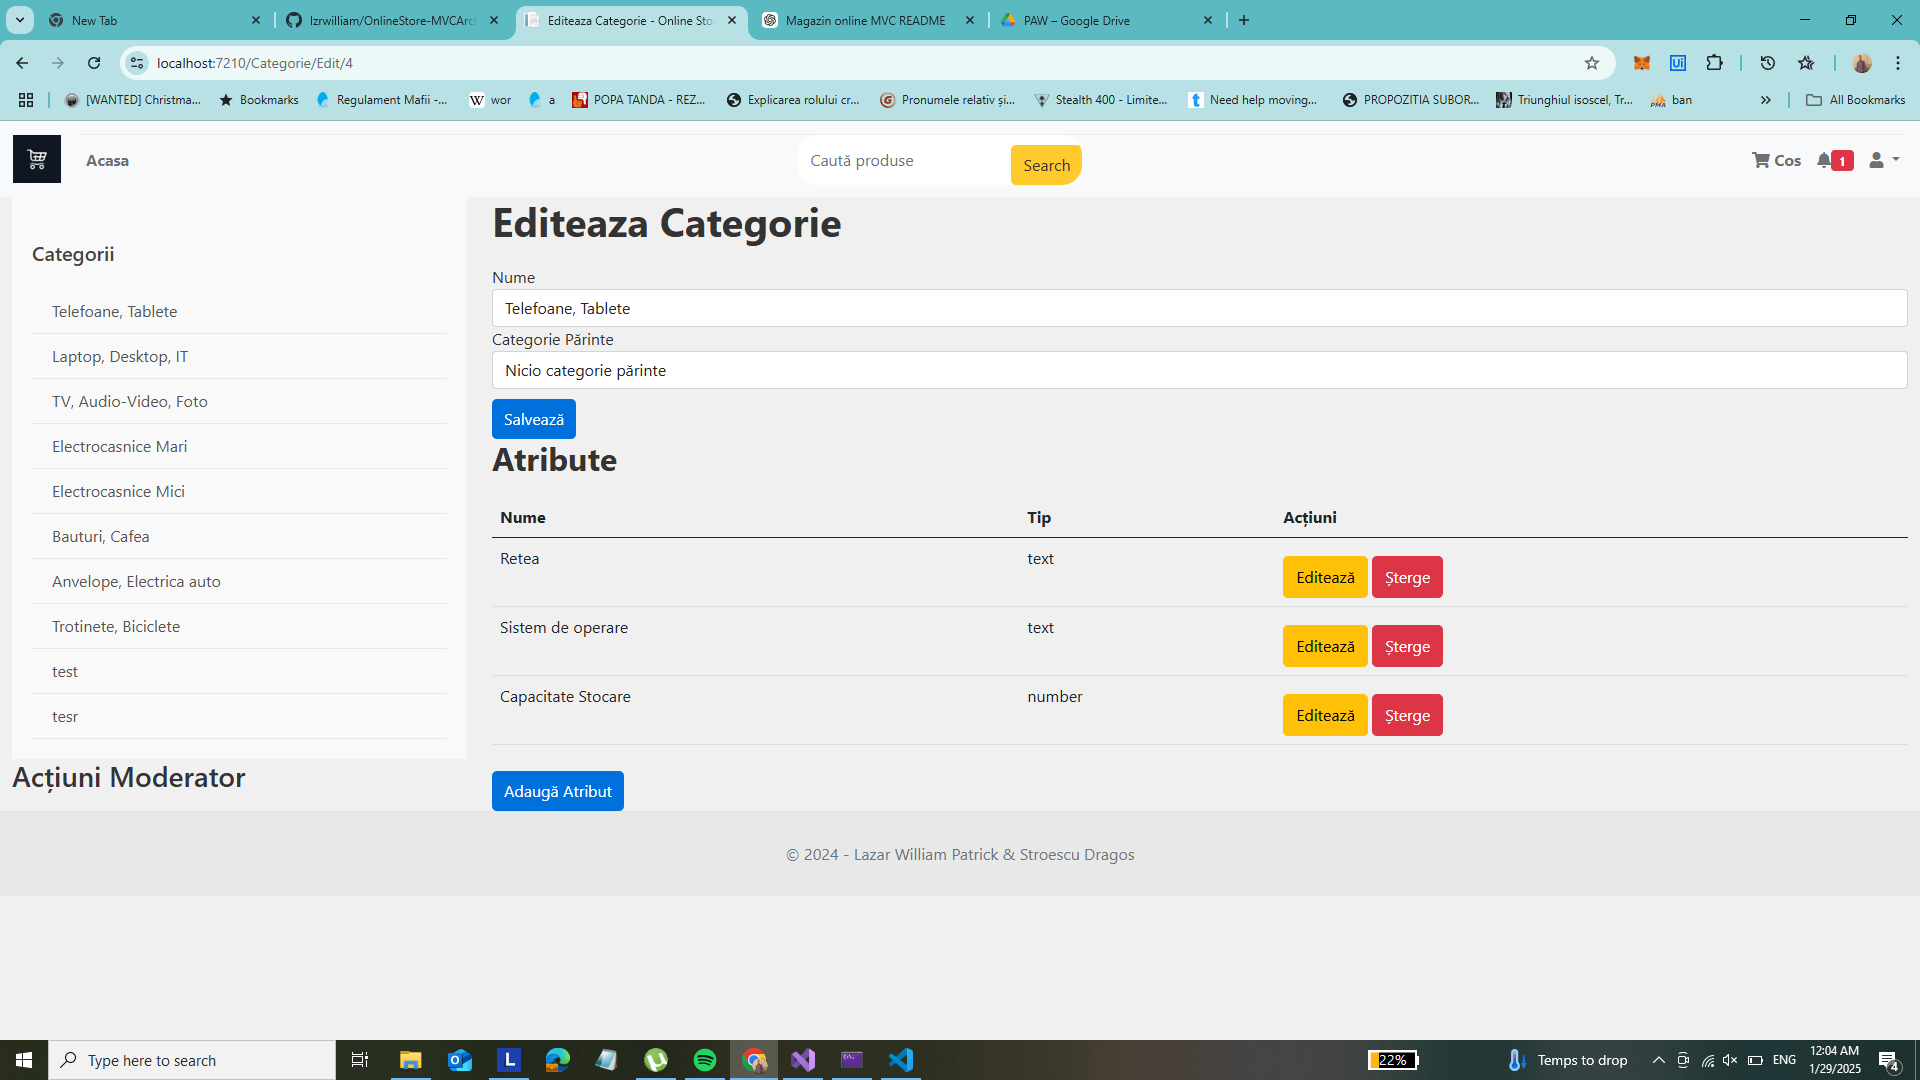 New Tab
lzrwilliam/OnlineStore-MVCArc
Editeaza Categorie - Online Sto
Magazin online MVC README
PAW – Google Drive
localhost:7210/Categorie/Edit/4
[WANTED] Christma...
Bookmarks
Regulament Mafii -...
wor
a
POPA TANDA - REZ...
Explicarea rolului cr...
Pronumele relativ și...
Stealth 400 - Limite...
Need help moving...
PROPOZITIA SUBOR...
Triunghiul isoscel, Tr...
ban
All Bookmarks
Acasa
Caută produse
Search
Cos
1
Categorii
Telefoane, Tablete
Laptop, Desktop, IT
TV, Audio-Video, Foto
Electrocasnice Mari
Electrocasnice Mici
Bauturi, Cafea
Anvelope, Electrica auto
Trotinete, Biciclete
test
tesr
Acțiuni Moderator
Editeaza Categorie
Nume
Telefoane, Tablete
Categorie Părinte
Nicio categorie părinte
Salvează
Atribute
Nume Tip Acțiuni
Retea text Editează Șterge
Sistem de operare text Editează Șterge
Capacitate Stocare number Editează Șterge
Adaugă Atribut
© 2024 - Lazar William Patrick & Stroescu Dragos
Type here to search
22%
Temps to drop
ENG
12:04 AM
1/29/2025
4